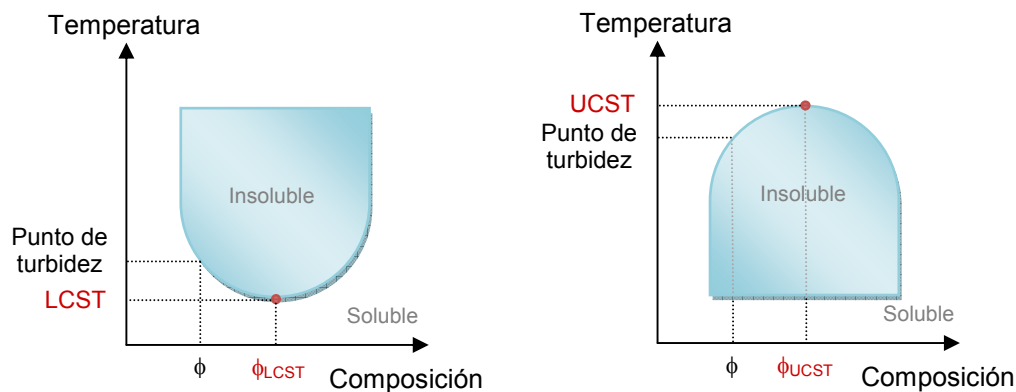 Temperatura
Insoluble
Punto de
turbidez
LCST
Soluble
ϕ
ϕLCST
Composición
Temperatura
UCST
Punto de
turbidez
Insoluble
Soluble
ϕ
ϕUCST
Composición